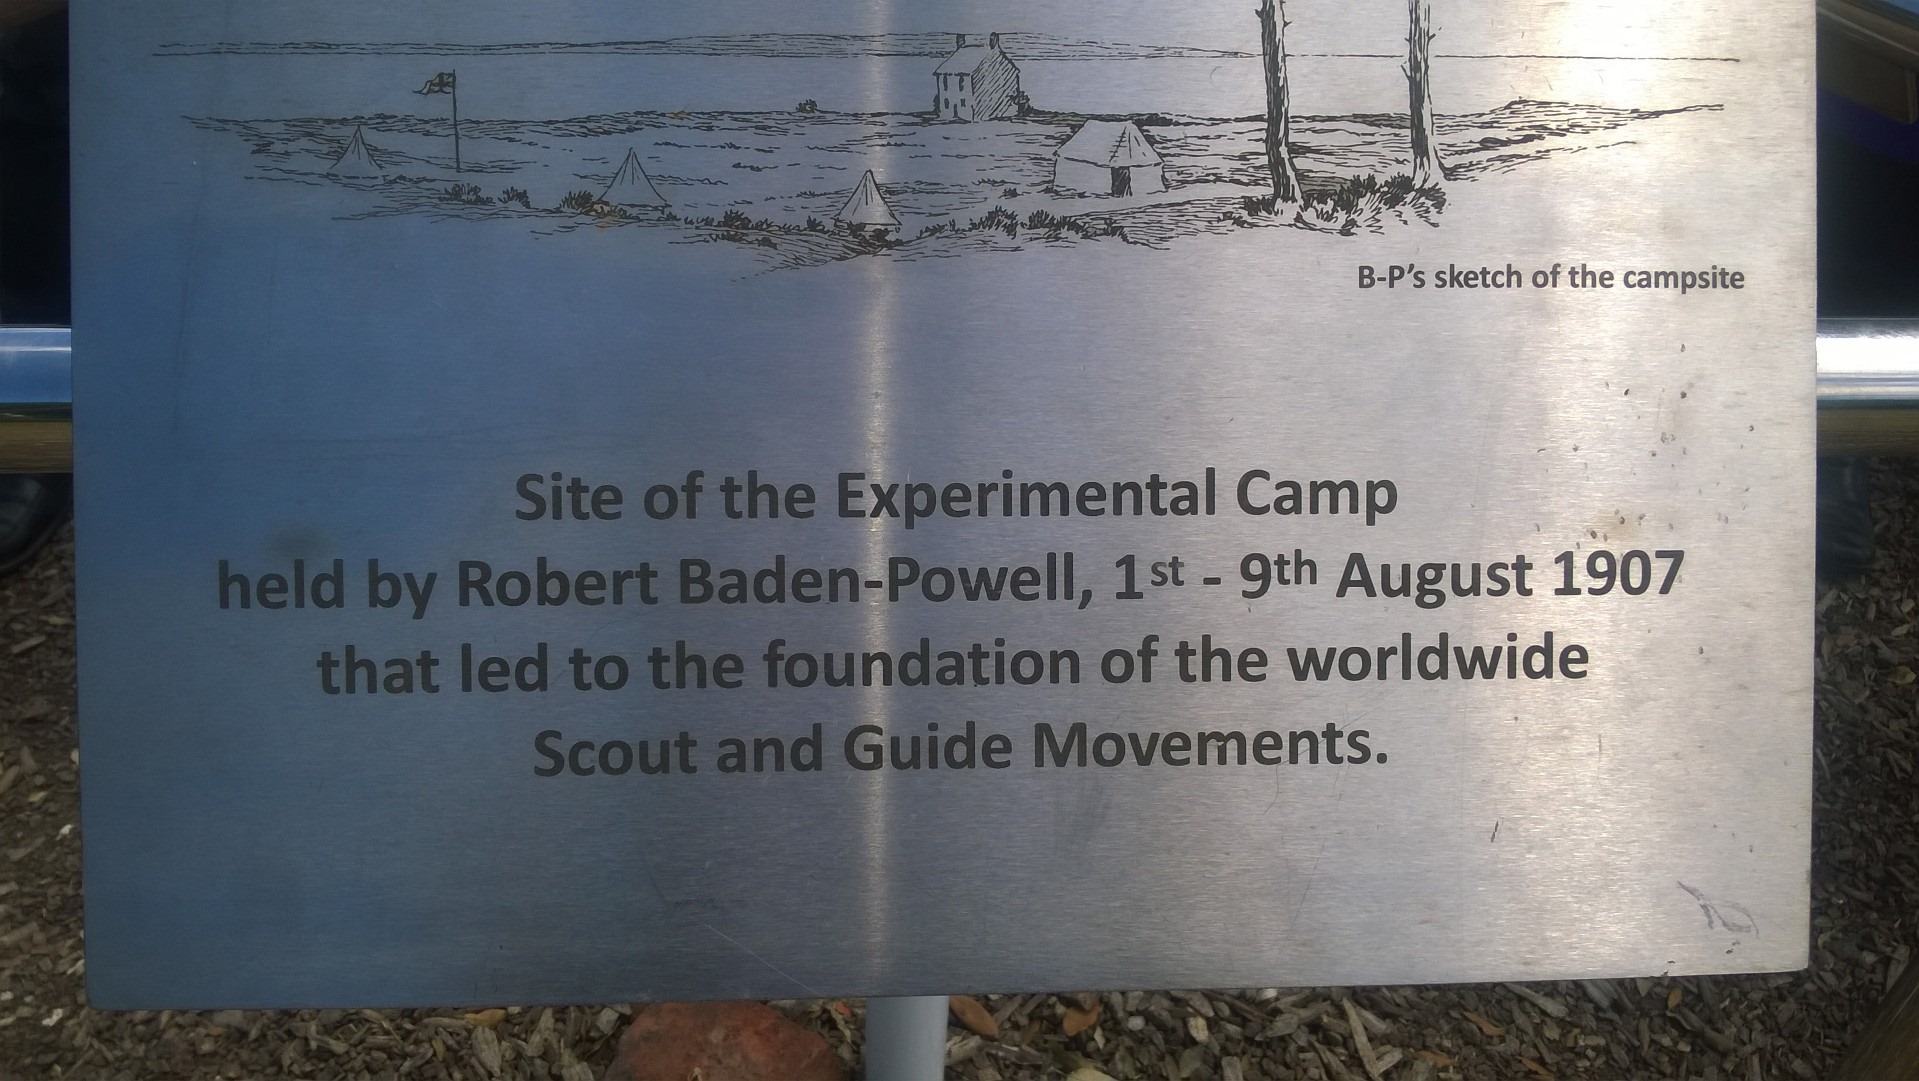 B-P's sketch of the campsite
Site of the Experimental Camp
held by Robert Baden-Powell, 1st - 9th August 1907
that led to the foundation of the worldwide
Scout and Guide Movements.